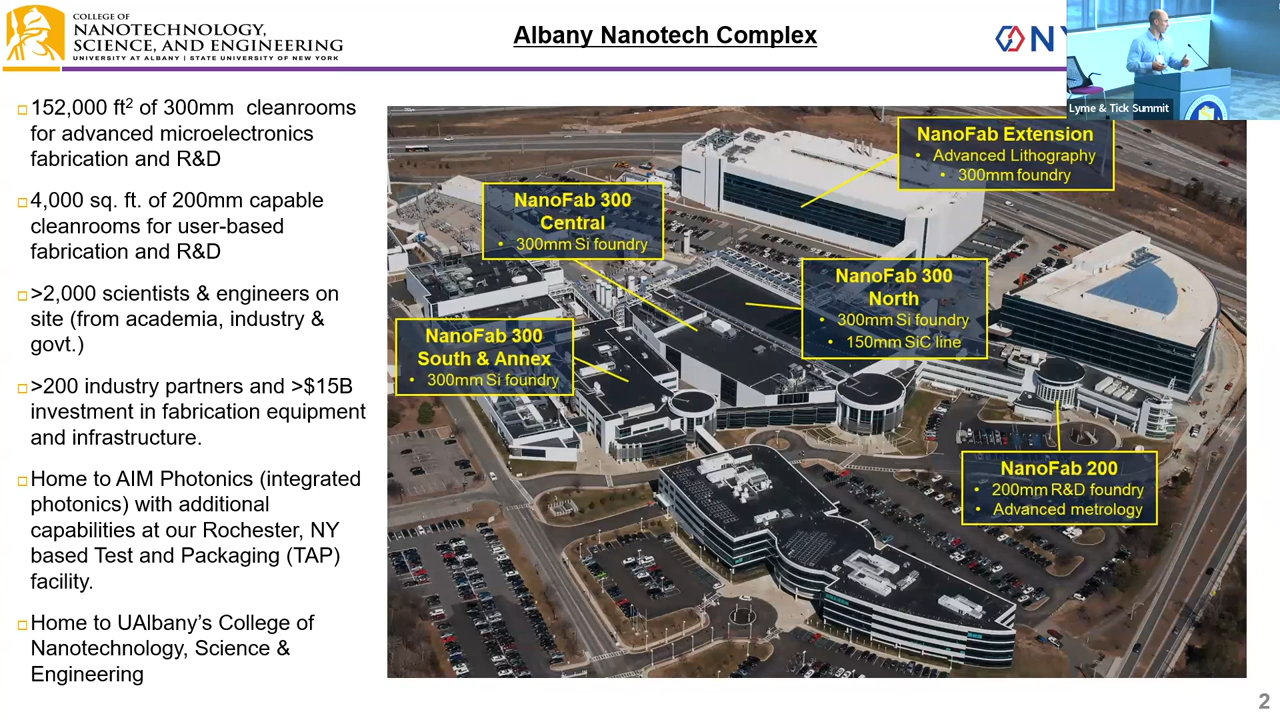 COLLEGE OF
NANOTECHNOLOGY,
SCIENCE, AND ENGINEERING
UNIVERSITY AT ALBANY | STATE UNIVERSITY OF NEW YORK
Albany Nanotech Complex
Lyme & Tick Summit
□152,000 ft² of 300mm cleanrooms
for advanced microelectronics
fabrication and R&D
□4,000 sq. ft. of 200mm capable
cleanrooms for user-based
fabrication and R&D
□>2,000 scientists & engineers on
site (from academia, industry &
govt.)
□>200 industry partners and >$15B
investment in fabrication equipment
and infrastructure.
□Home to AIM Photonics (integrated
photonics) with additional
capabilities at our Rochester, NY
based Test and Packaging (TAP)
facility.
□Home to UAlbany's College of
Nanotechnology, Science &
Engineering
NanoFab Extension
• Advanced Lithography
• 300mm foundry
NanoFab 300
Central
• 300mm Si foundry
NanoFab 300
North
• 300mm Si foundry
• 150mm SiC line
NanoFab 300
South & Annex
• 300mm Si foundry
NanoFab 200
• 200mm R&D foundry
• Advanced metrology
2